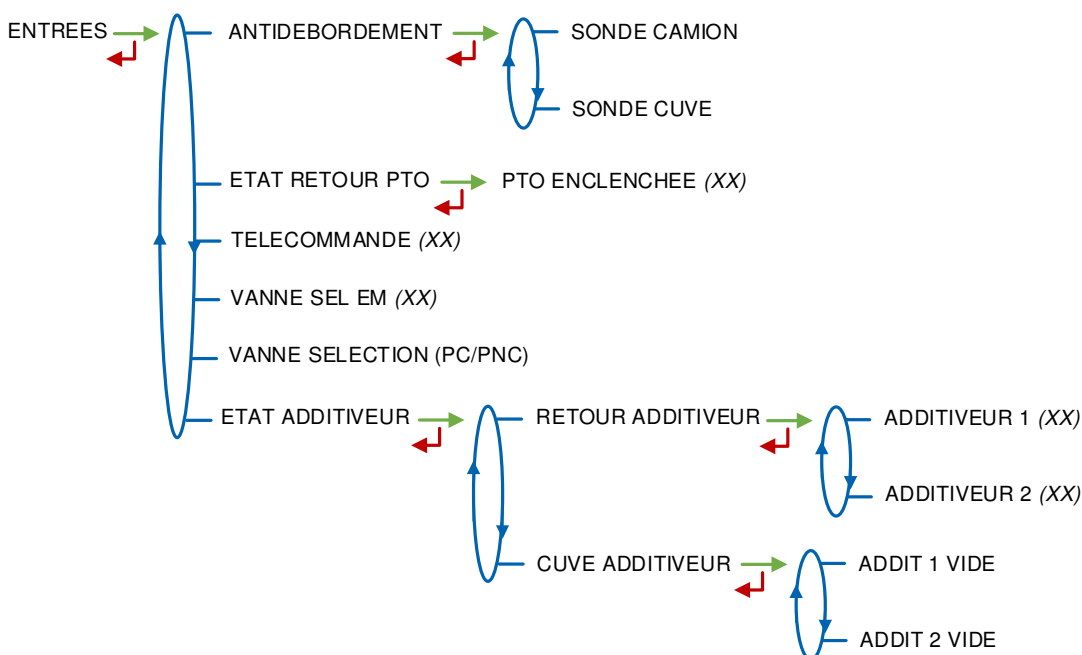 ENTREES
ANTIDEBORDEMENT
SONDE CAMION
SONDE CUVE
ETAT RETOUR PTO
PTO ENCLENCHEE (XX)
TELECOMMANDE (XX)
VANNE SEL EM (XX)
VANNE SELECTION (PC/PNC)
ETAT ADDITIVEUR
RETOUR ADDITIVEUR
ADDITIVEUR 1 (XX)
ADDITIVEUR 2 (XX)
CUVE ADDITIVEUR
ADDIT 1 VIDE
ADDIT 2 VIDE